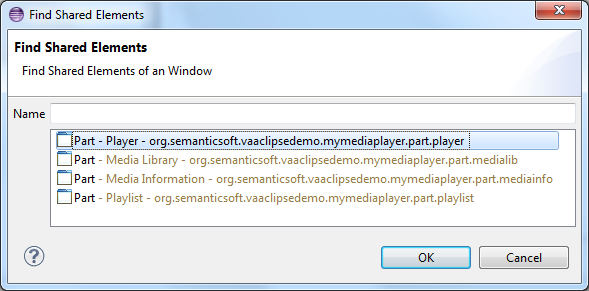 Find Shared Elements
Find Shared Elements
Find Shared Elements of an Window
Name
Part - Player - org.semanticsoft.vaaclipsedemo.mymediaplayer.part.player
Part - Media Library - org.semanticsoft.vaaclipsedemo.mymediaplayer.part.medialib
Part - Media Information - org.semanticsoft.vaaclipsedemo.mymediaplayer.part.mediainfo
Part - Playlist - org.semanticsoft.vaaclipsedemo.mymediaplayer.part.playlist
?
OK Cancel